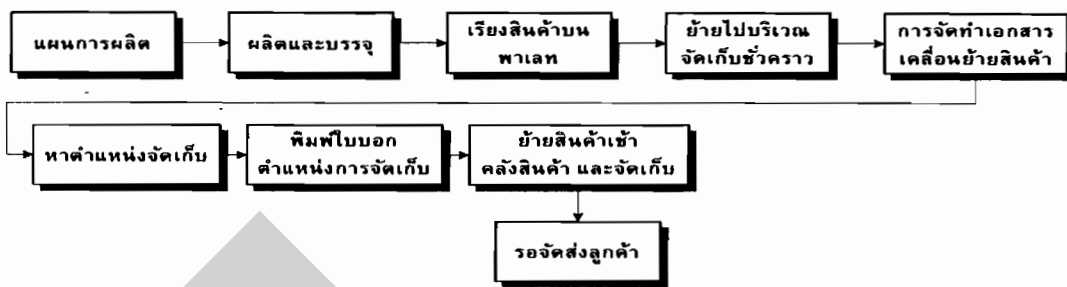 แผนการผลิต
ผลิตและบรรจุ
เรียงสินค้าบน
พาเลท
ย้ายไปบริเวณ
จัดเก็บชั่วคราว
การจัดทำเอกสาร
เคลื่อนย้ายสินค้า
หาตำแหน่งจัดเก็บ
พิมพ์ใบบอก
ตำแหน่งการจัดเก็บ
ย้ายสินค้าเข้า
คลังสินค้า และจัดเก็บ
รอจัดส่งลูกค้า